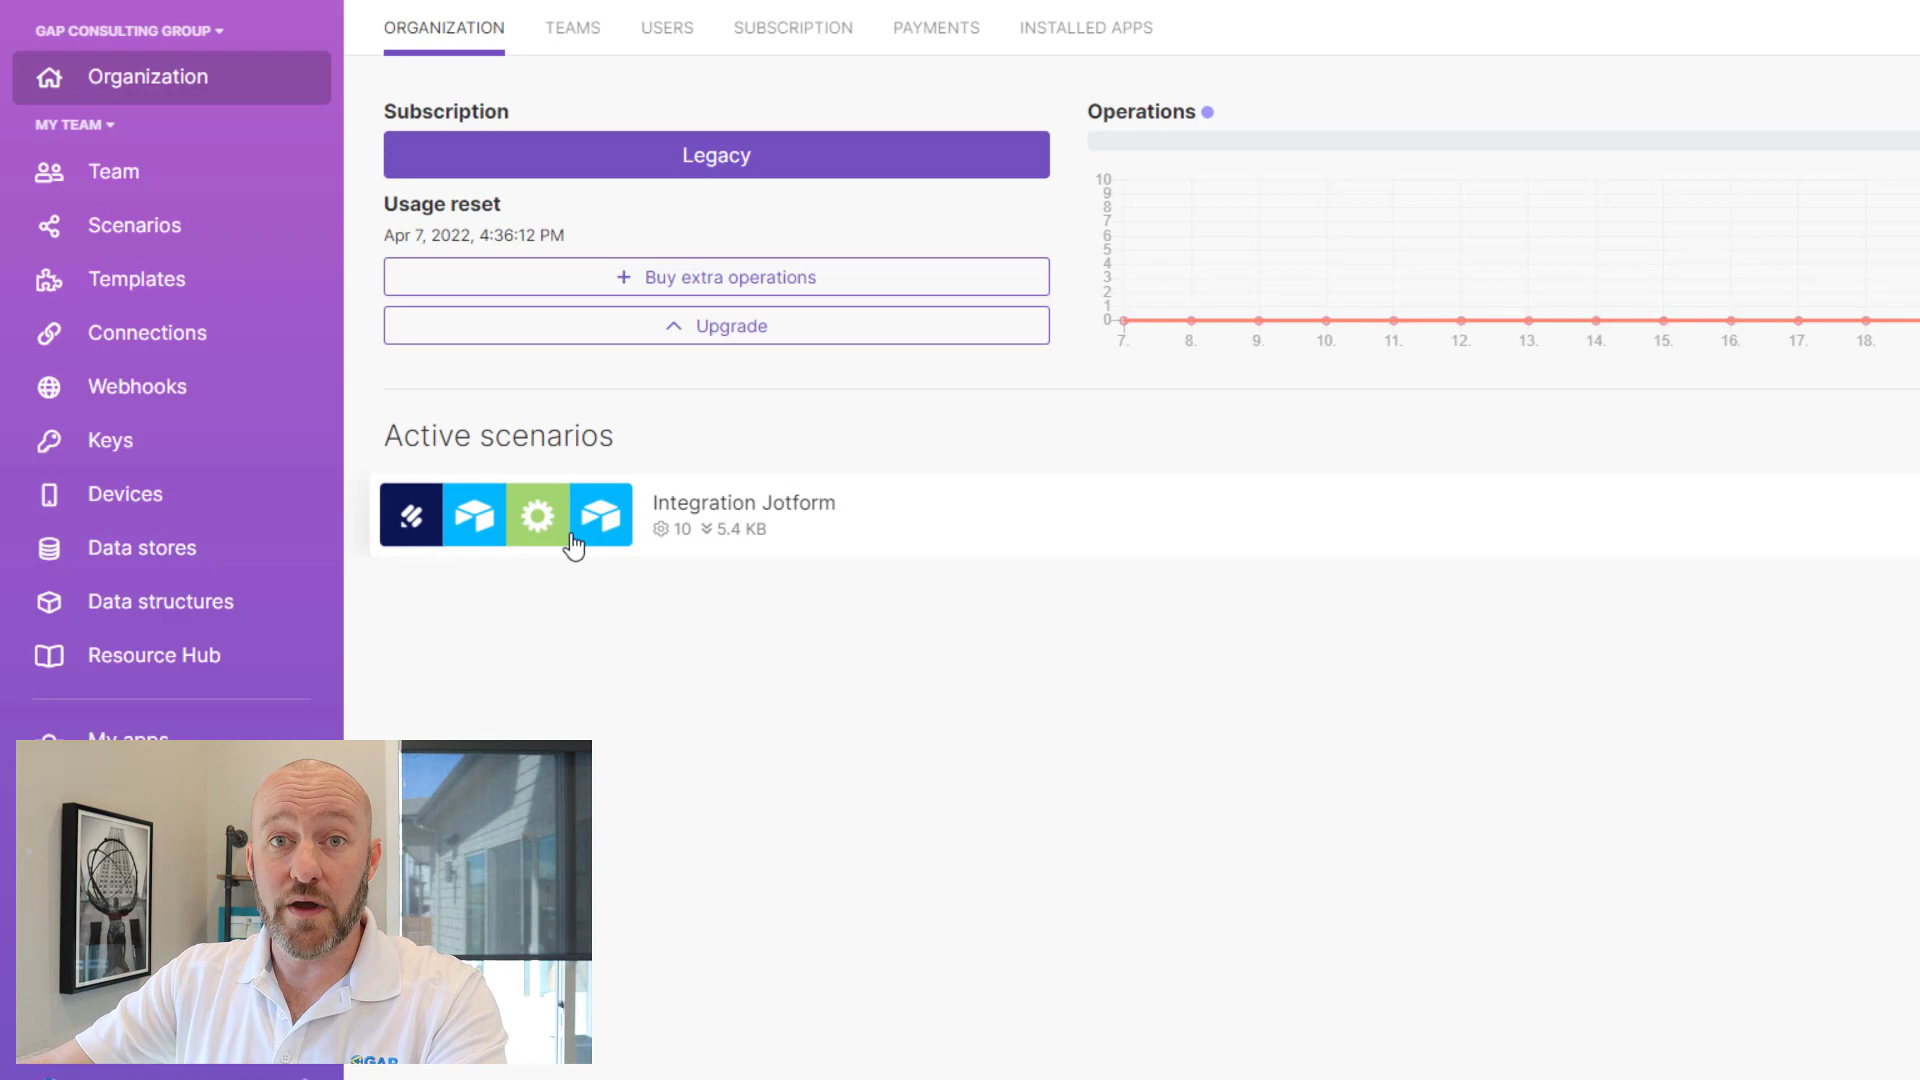 GAP CONSULTING GROUP
Organization
MY TEAM
Team
Scenarios
Templates
Connections
Webhooks
Keys
Devices
Data stores
Data structures
Resource Hub
My apps
ORGANIZATION TEAMS USERS SUBSCRIPTION PAYMENTS INSTALLED APPS
Subscription
Legacy
Usage reset
Apr 7, 2022, 4:36:12 PM
+ Buy extra operations
Upgrade
Operations
10
9
8
7
6
5
4
3
2
1
0
7. 8. 9. 10. 11. 12. 13. 14. 15. 16. 17. 18.
Active scenarios
Integration Jotform
10 5.4 KB
GAP